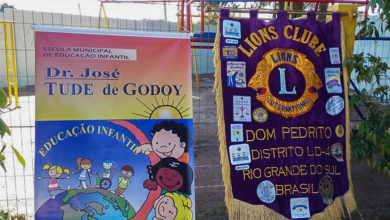 ESCOLA MUNICIPAL
DE EDUCAÇÃO INFANTIL
Dr. José
TUDE de GODOY
EDUCAÇÃO INFANTIL
LIONS CLUBE
L
INTERNATIONAL
DOM PEDRITO
DISTRITO LD-4
RIO GRANDE DO SUL
BRASIL